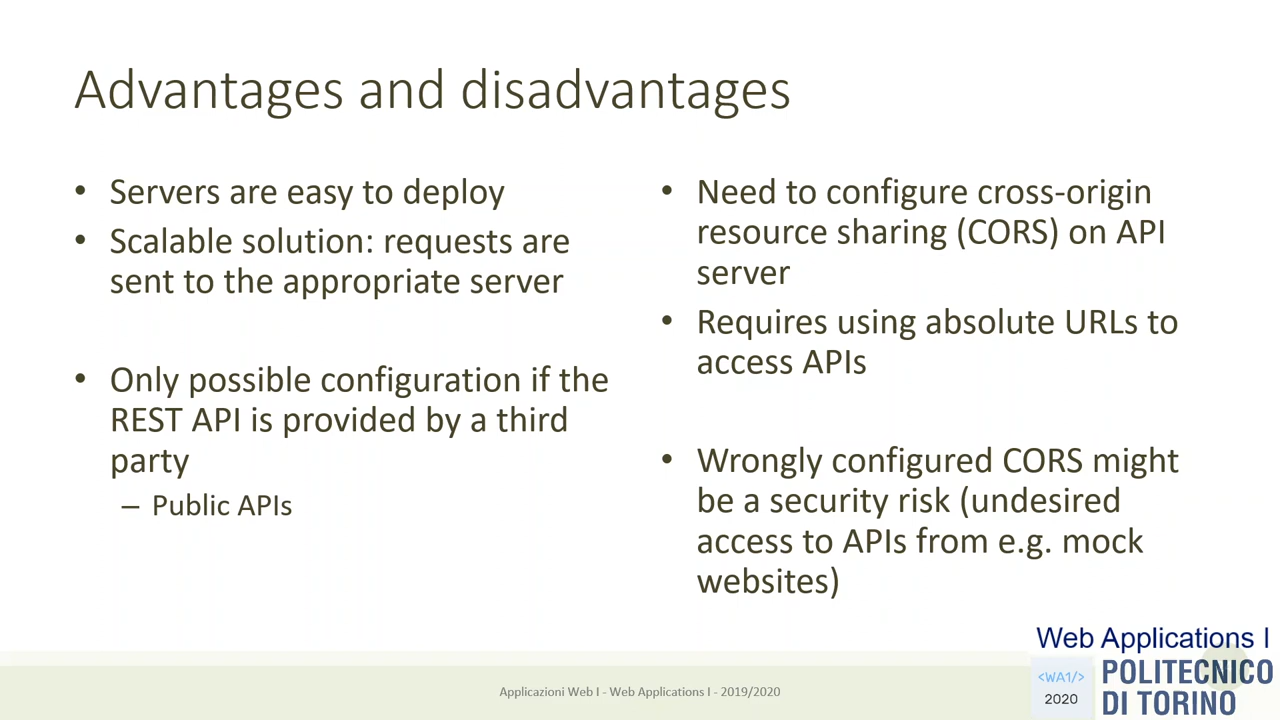 Advantages and disadvantages
• Servers are easy to deploy
• Scalable solution: requests are
sent to the appropriate server
• Only possible configuration if the
REST API is provided by a third
party
– Public APIs
• Need to configure cross-origin
resource sharing (CORS) on API
server
• Requires using absolute URLs to
access APIs
• Wrongly configured CORS might
be a security risk (undesired
access to APIs from e.g. mock
websites)
Applicazioni Web I - Web Applications I - 2019/2020
Web Applications I
<WA1/>
2020
POLITECNICO
DI TORINO